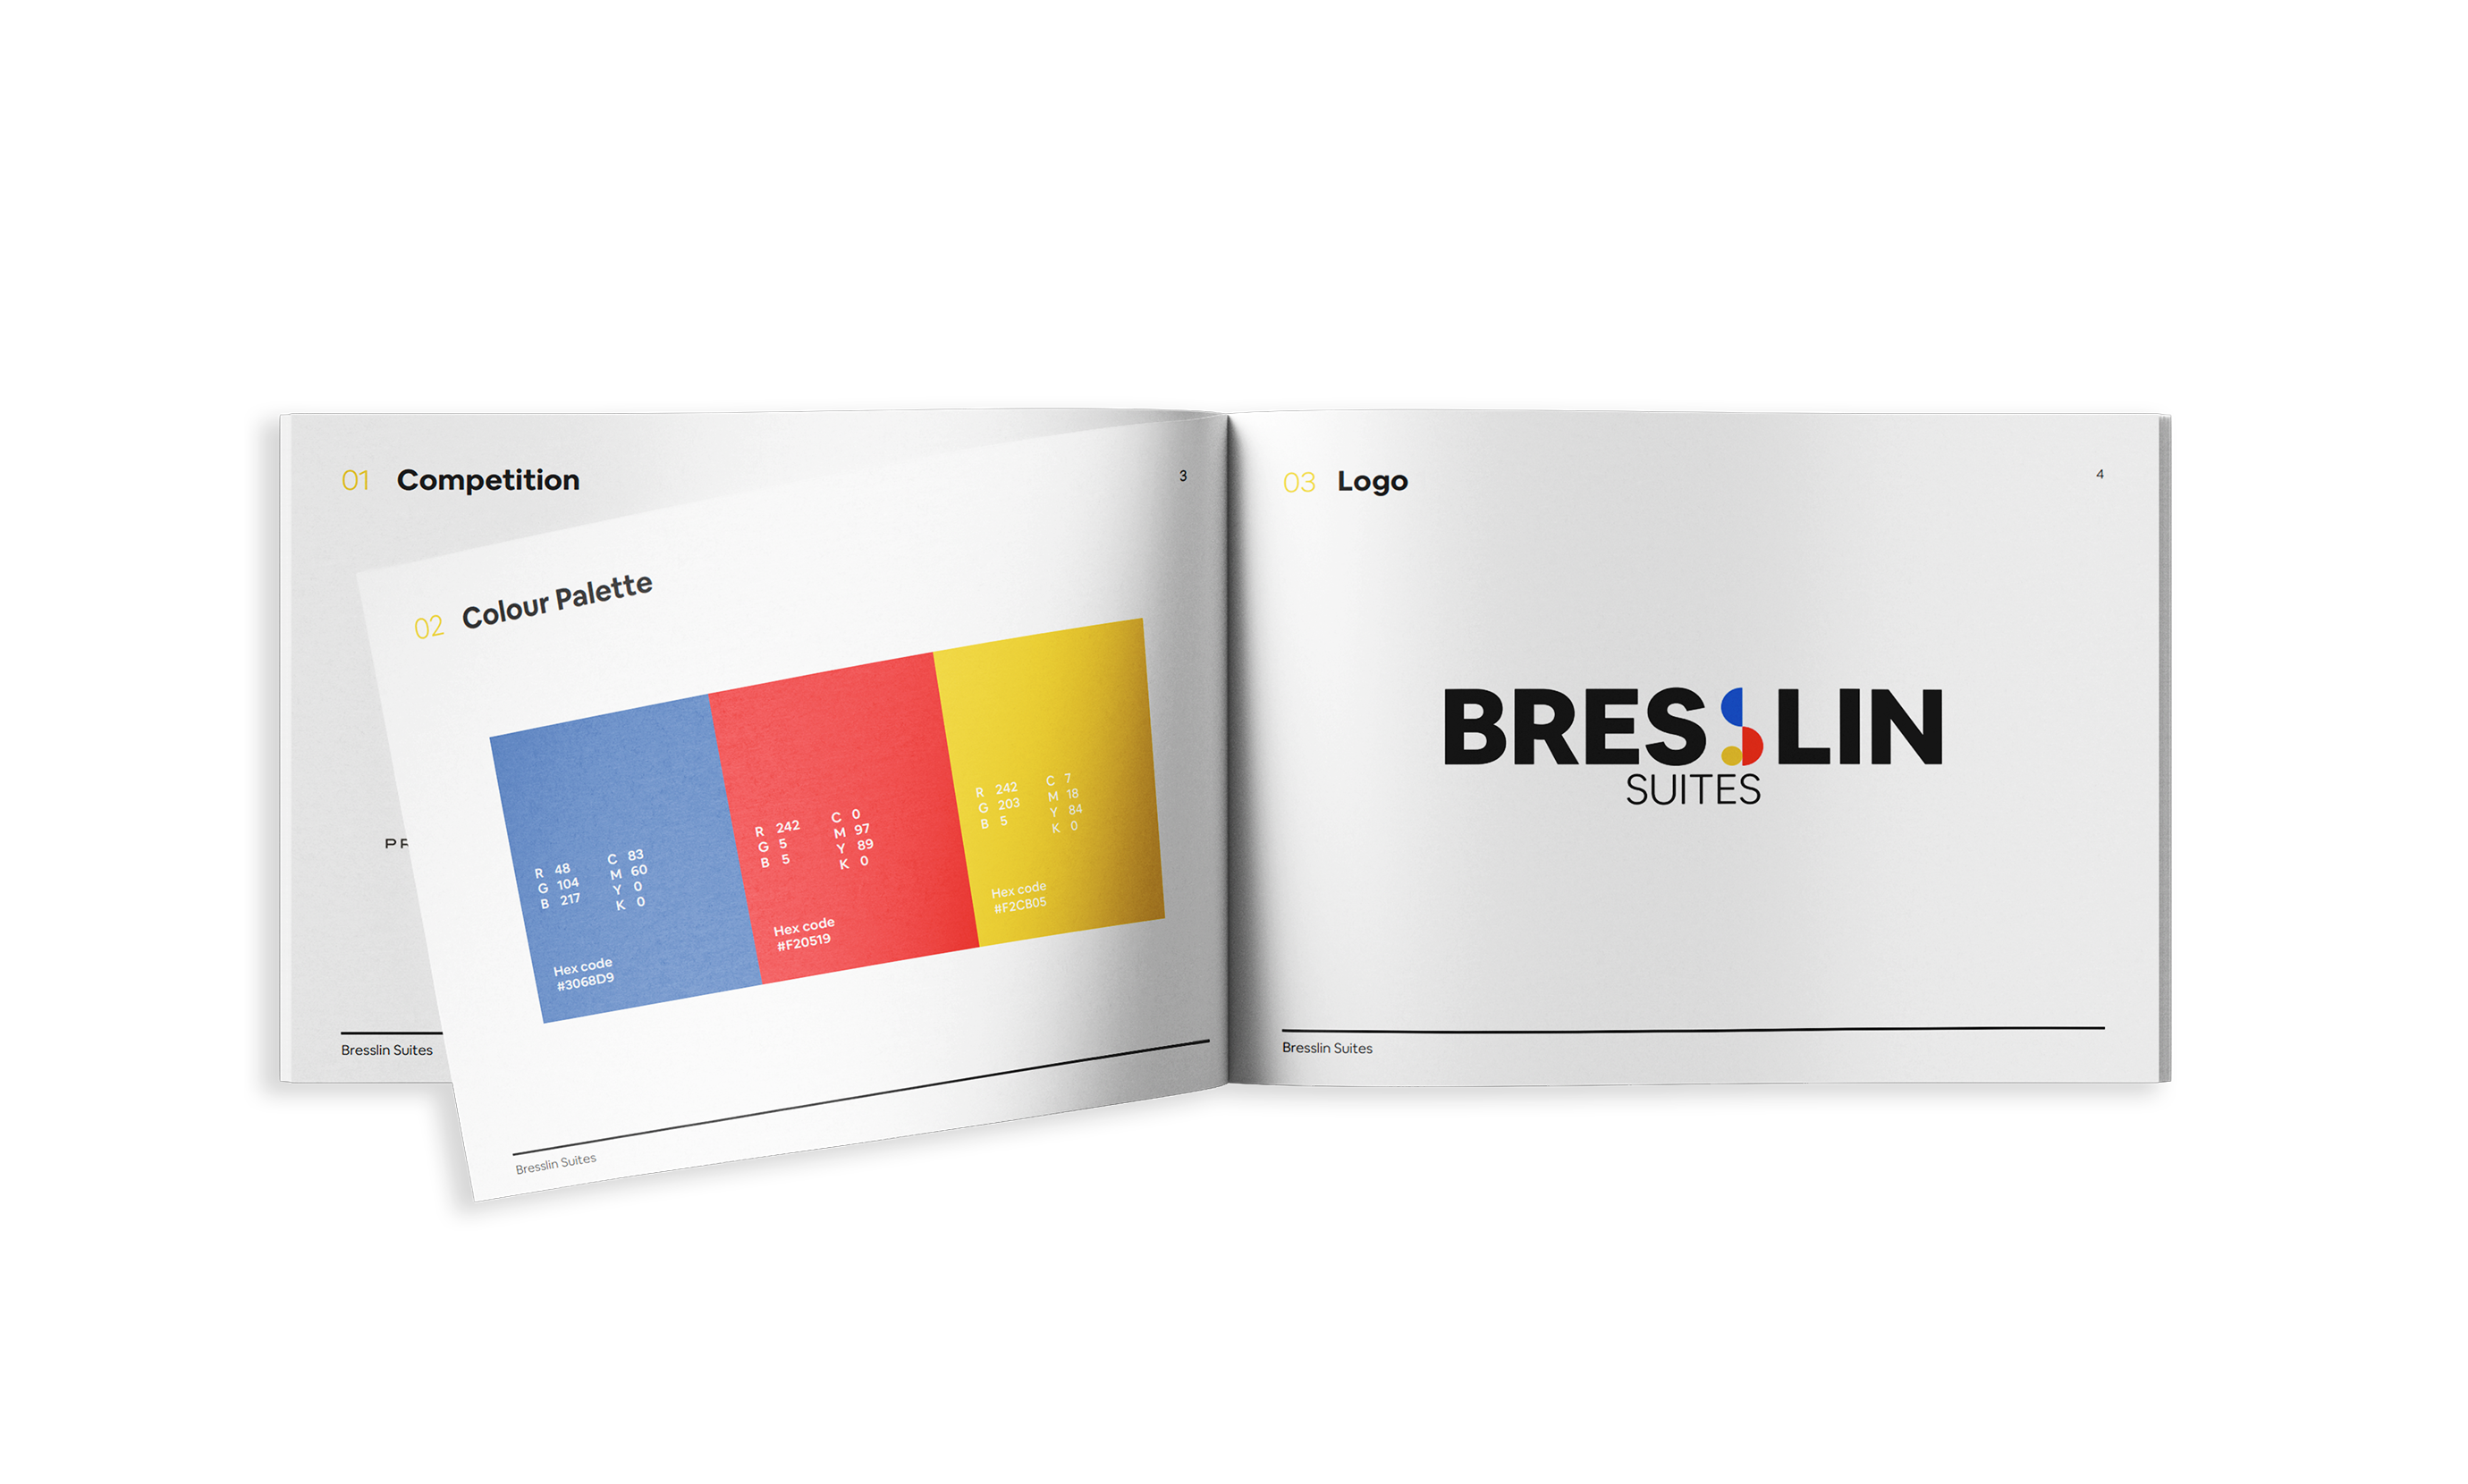 01 Competition
PR
Bresslin Suites
3
02 Colour Palette
R 48
G 104
B 217
C 83
M 60
Y 0
K 0
Hex code
#3068D9
R 242
G 5
B 5
C 0
M 97
Y 89
K 0
Hex code
#F20519
R 242
G 203
B 5
C 7
M 18
Y 84
K 0
Hex code
#F2CB05
Bresslin Suites
03 Logo
4
BRESSLIN
SUITES
Bresslin Suites